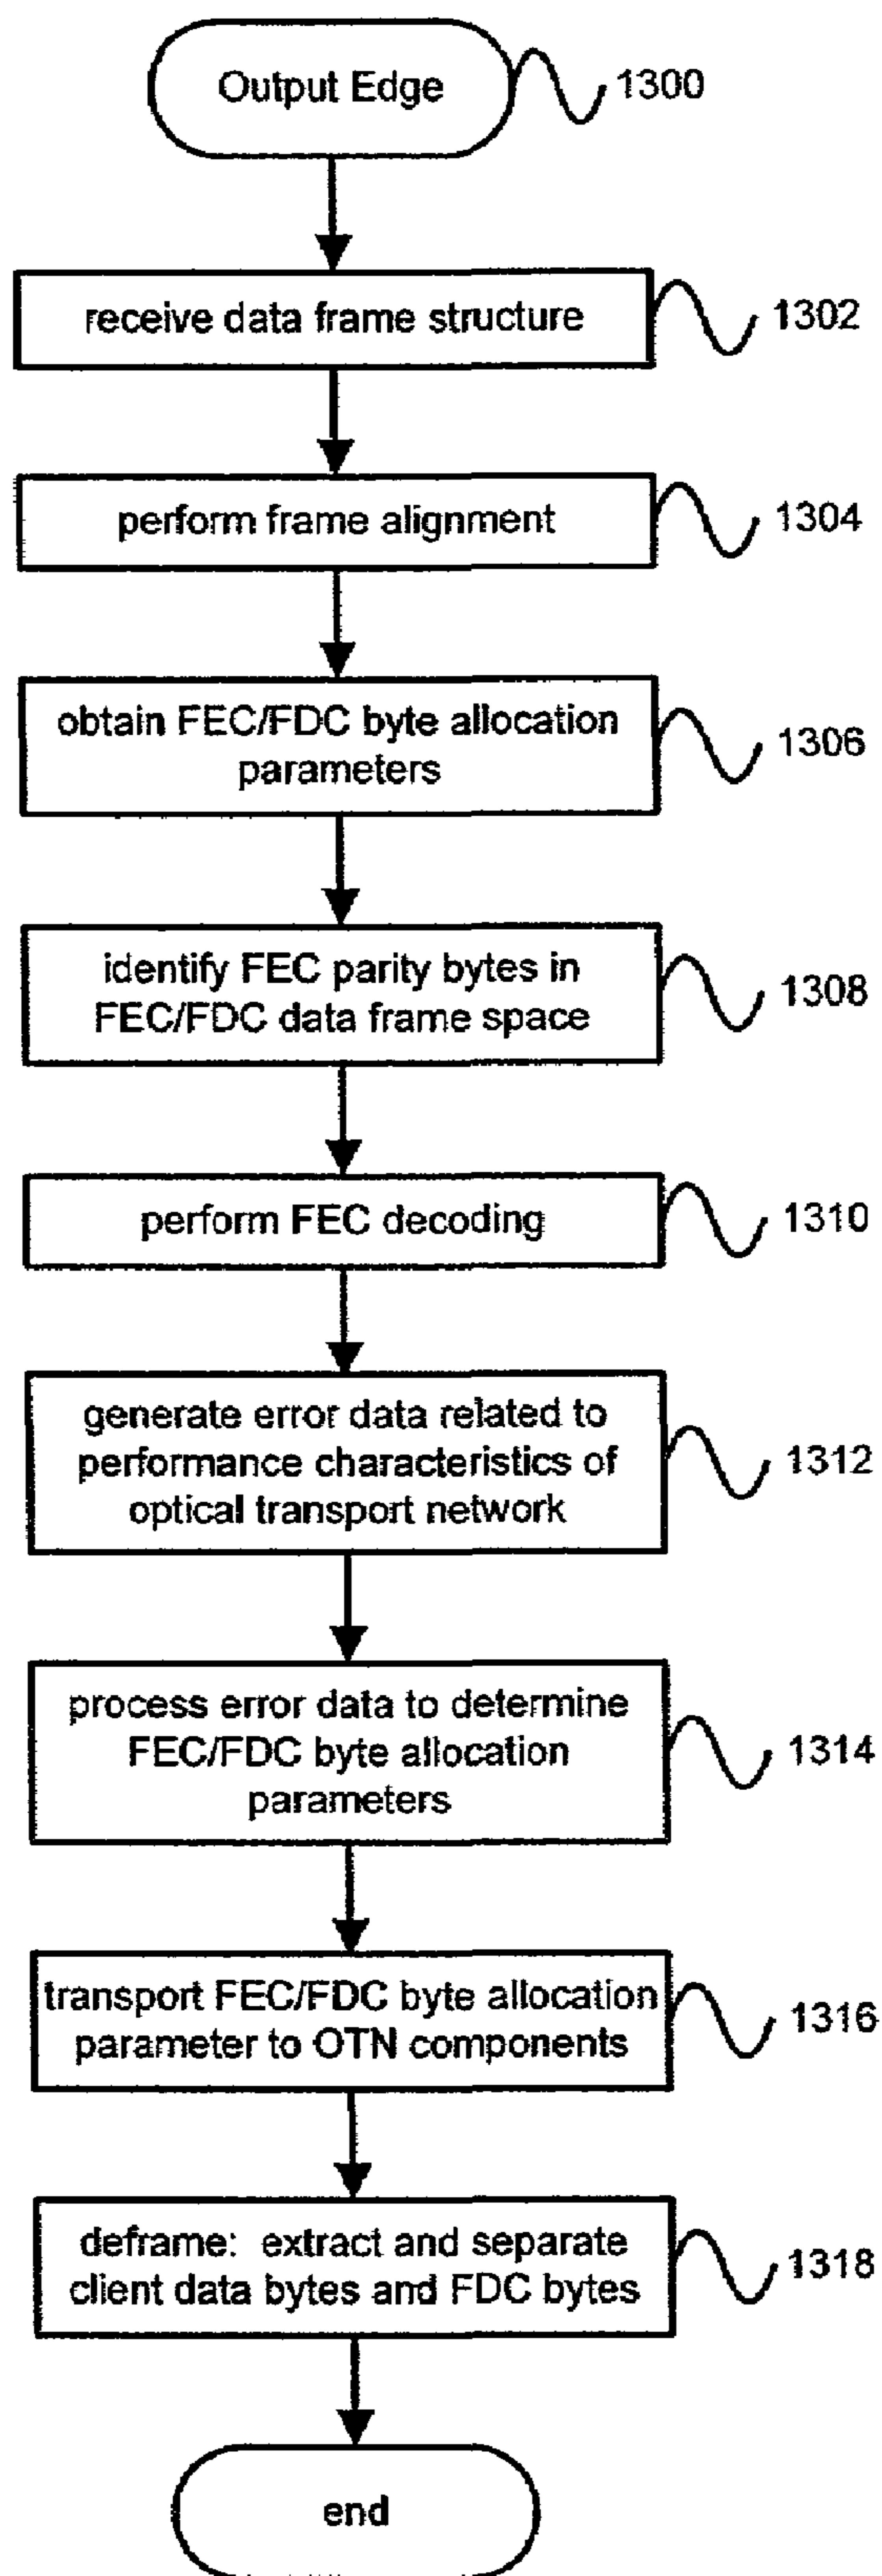 Output Edge
1300
receive data frame structure
1302
perform frame alignment
1304
obtain FEC/FDC byte allocation
parameters
1306
identify FEC parity bytes in
FEC/FDC data frame space
1308
perform FEC decoding
1310
generate error data related to
performance characteristics of
optical transport network
1312
process error data to determine
FEC/FDC byte allocation
parameters
1314
transport FEC/FDC byte allocation
parameter to OTN components
1316
deframe: extract and separate
client data bytes and FDC bytes
1318
end